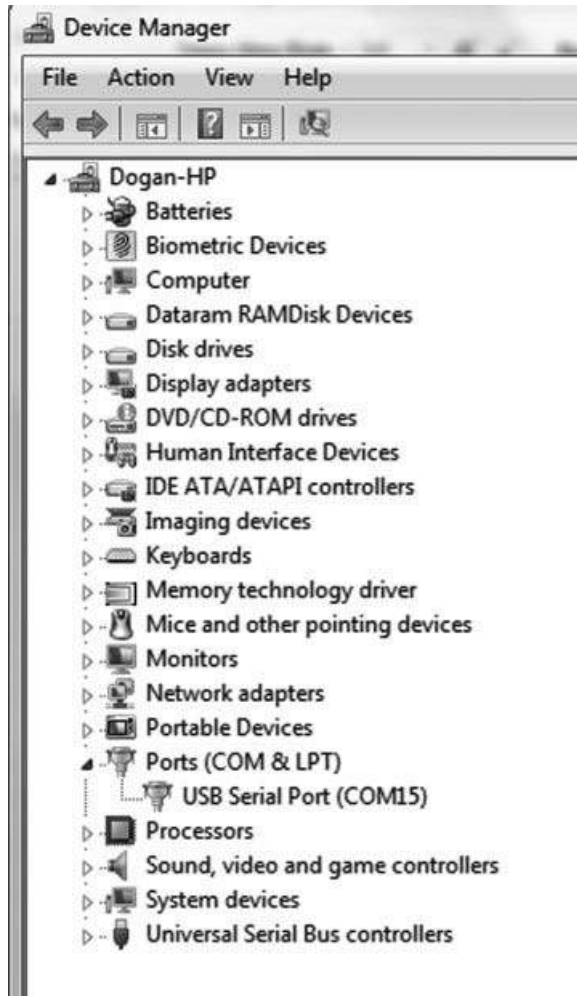 Device Manager
File Action View Help
Dogan-HP
Batteries
Biometric Devices
Computer
Dataram RAMDisk Devices
Disk drives
Display adapters
DVD/CD-ROM drives
Human Interface Devices
IDE ATA/ATAPI controllers
Imaging devices
Keyboards
Memory technology driver
Mice and other pointing devices
Monitors
Network adapters
Portable Devices
Ports (COM & LPT)
USB Serial Port (COM15)
Processors
Sound, video and game controllers
System devices
Universal Serial Bus controllers